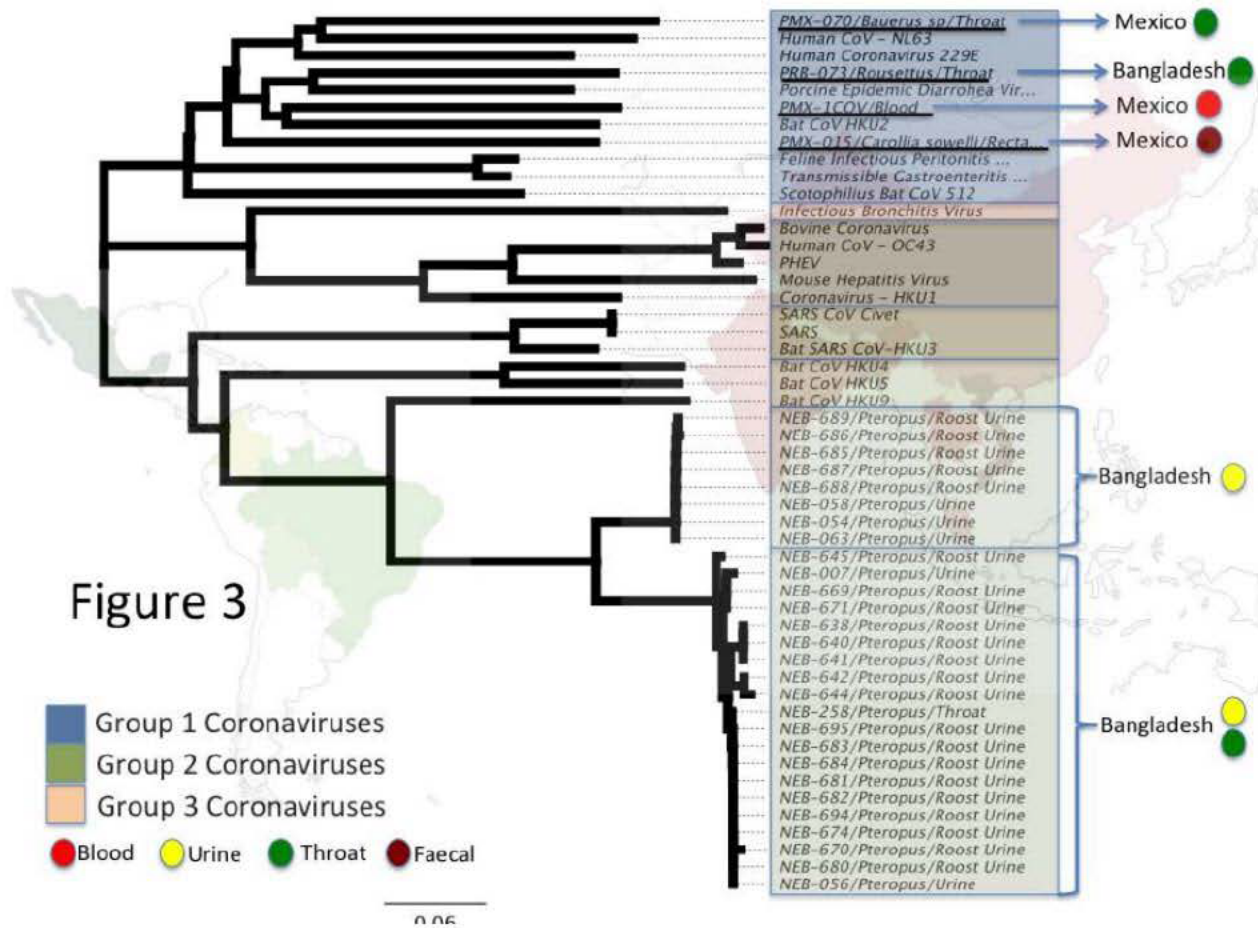 PMX-070/Bauerus sp/Throat Mexico
Human CoV - NL63
Human Coronavirus 229E
PRB-073/Rousettus/Throat Bangladesh
Porcine Epidemic Diarrhea Vir...
PMX-1COV/Blood Mexico
Bat CoV HKU2
PMX-015/Carollia sowelli/Recta... Mexico
Feline Infectious Peritonitis ...
Transmissible Gastroenteritis ...
Scotophilius Bat CoV 512
Infectious Bronchitis Virus
Bovine Coronavirus
Human CoV - OC43
PHEV
Mouse Hepatitis Virus
Coronavirus - HKU1
SARS CoV Civet
SARS
Bat SARS CoV-HKU3
Bat CoV HKU4
Bat CoV HKU5
Bat CoV HKU9
NEB-689/Pteropus/Roost Urine
NEB-686/Pteropus/Roost Urine
NEB-685/Pteropus/Roost Urine
NEB-687/Pteropus/Roost Urine
NEB-688/Pteropus/Roost Urine
Bangladesh
NEB-058/Pteropus/Urine
NEB-054/Pteropus/Urine
NEB-063/Pteropus/Urine
NEB-645/Pteropus/Roost Urine
NEB-007/Pteropus/Urine
NEB-669/Pteropus/Roost Urine
NEB-671/Pteropus/Roost Urine
NEB-638/Pteropus/Roost Urine
NEB-640/Pteropus/Roost Urine
NEB-641/Pteropus/Roost Urine
NEB-642/Pteropus/Roost Urine
NEB-644/Pteropus/Roost Urine
NEB-258/Pteropus/Throat
NEB-695/Pteropus/Roost Urine
Bangladesh
NEB-683/Pteropus/Roost Urine
NEB-684/Pteropus/Roost Urine
NEB-681/Pteropus/Roost Urine
NEB-682/Pteropus/Roost Urine
NEB-694/Pteropus/Roost Urine
NEB-674/Pteropus/Roost Urine
NEB-670/Pteropus/Roost Urine
NEB-680/Pteropus/Roost Urine
NEB-056/Pteropus/Urine
Figure 3
Group 1 Coronaviruses
Group 2 Coronaviruses
Group 3 Coronaviruses
Blood Urine Throat Faecal
0.06